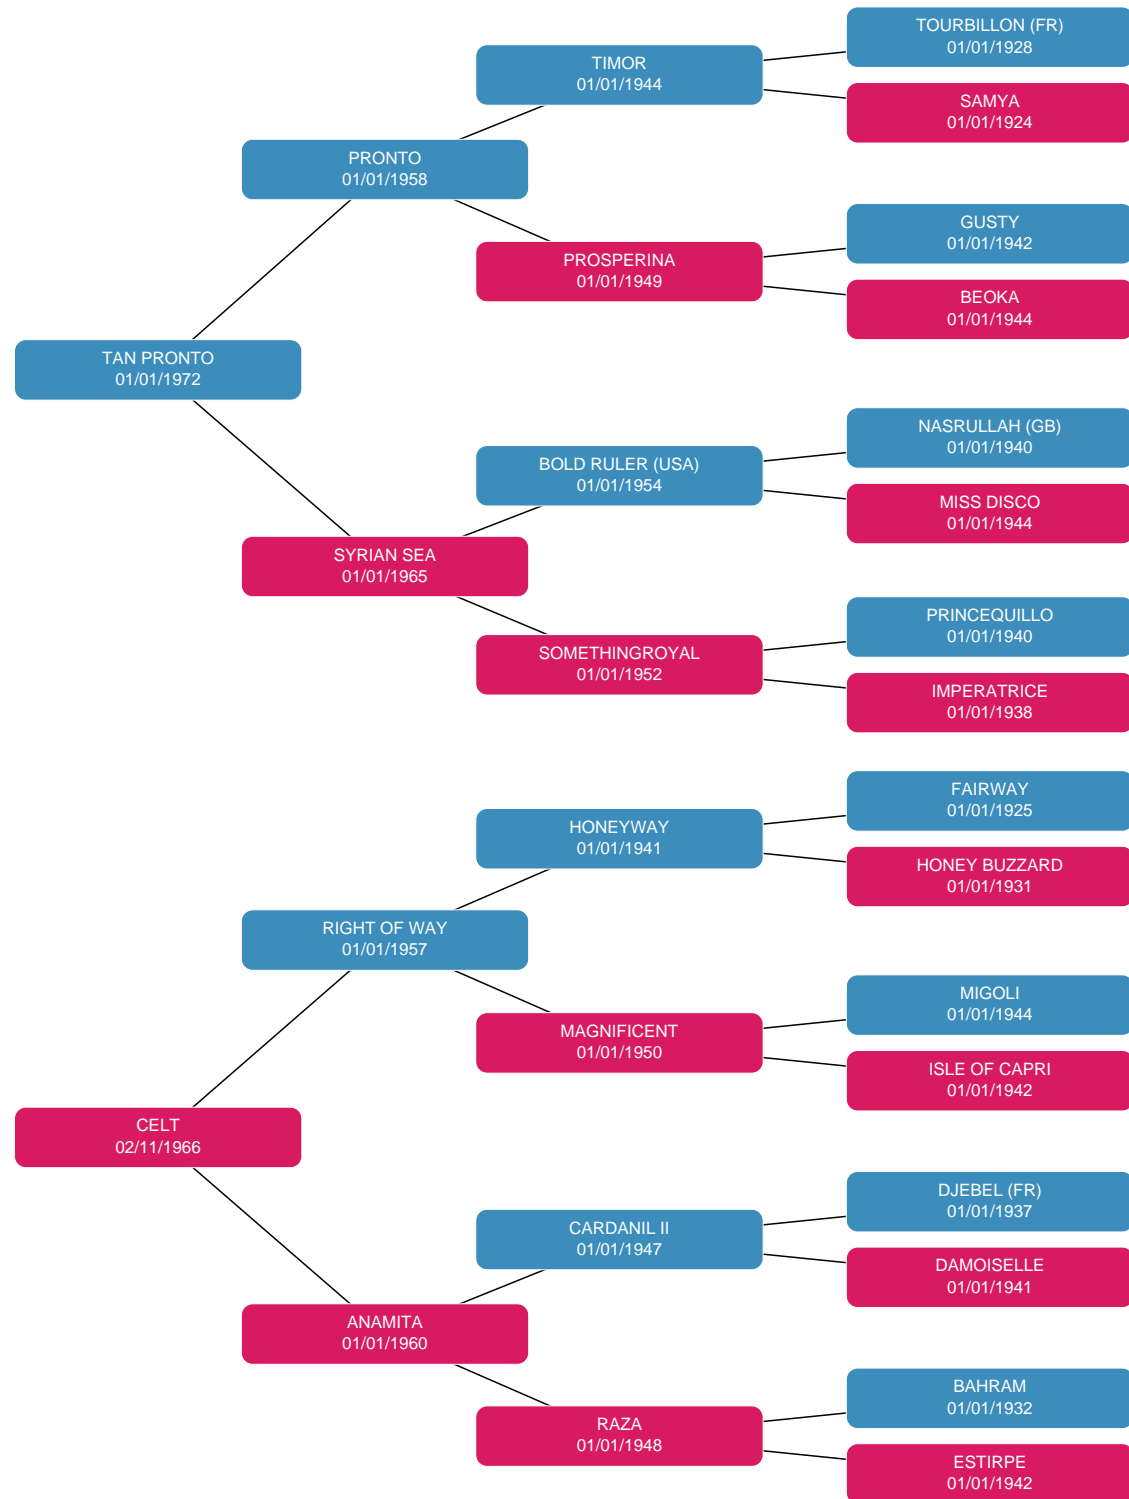 TOURBILLON (FR)
01/01/1928
TIMOR
01/01/1944
SAMYA
01/01/1924
PRONTO
01/01/1958
GUSTY
01/01/1942
PROSPERINA
01/01/1949
BEOKA
01/01/1944
TAN PRONTO
01/01/1972
NASRULLAH (GB)
01/01/1940
BOLD RULER (USA)
01/01/1954
MISS DISCO
01/01/1944
SYRIAN SEA
01/01/1965
PRINCEQUILLO
01/01/1940
SOMETHINGROYAL
01/01/1952
IMPERATRICE
01/01/1938
FAIRWAY
01/01/1925
HONEYWAY
01/01/1941
HONEY BUZZARD
01/01/1931
RIGHT OF WAY
01/01/1957
MIGOLI
01/01/1944
MAGNIFICENT
01/01/1950
ISLE OF CAPRI
01/01/1942
CELT
02/11/1966
DJEBEL (FR)
01/01/1937
CARDANIL II
01/01/1947
DAMOISELLE
01/01/1941
ANAMITA
01/01/1960
BAHRAM
01/01/1932
RAZA
01/01/1948
ESTIRPE
01/01/1942